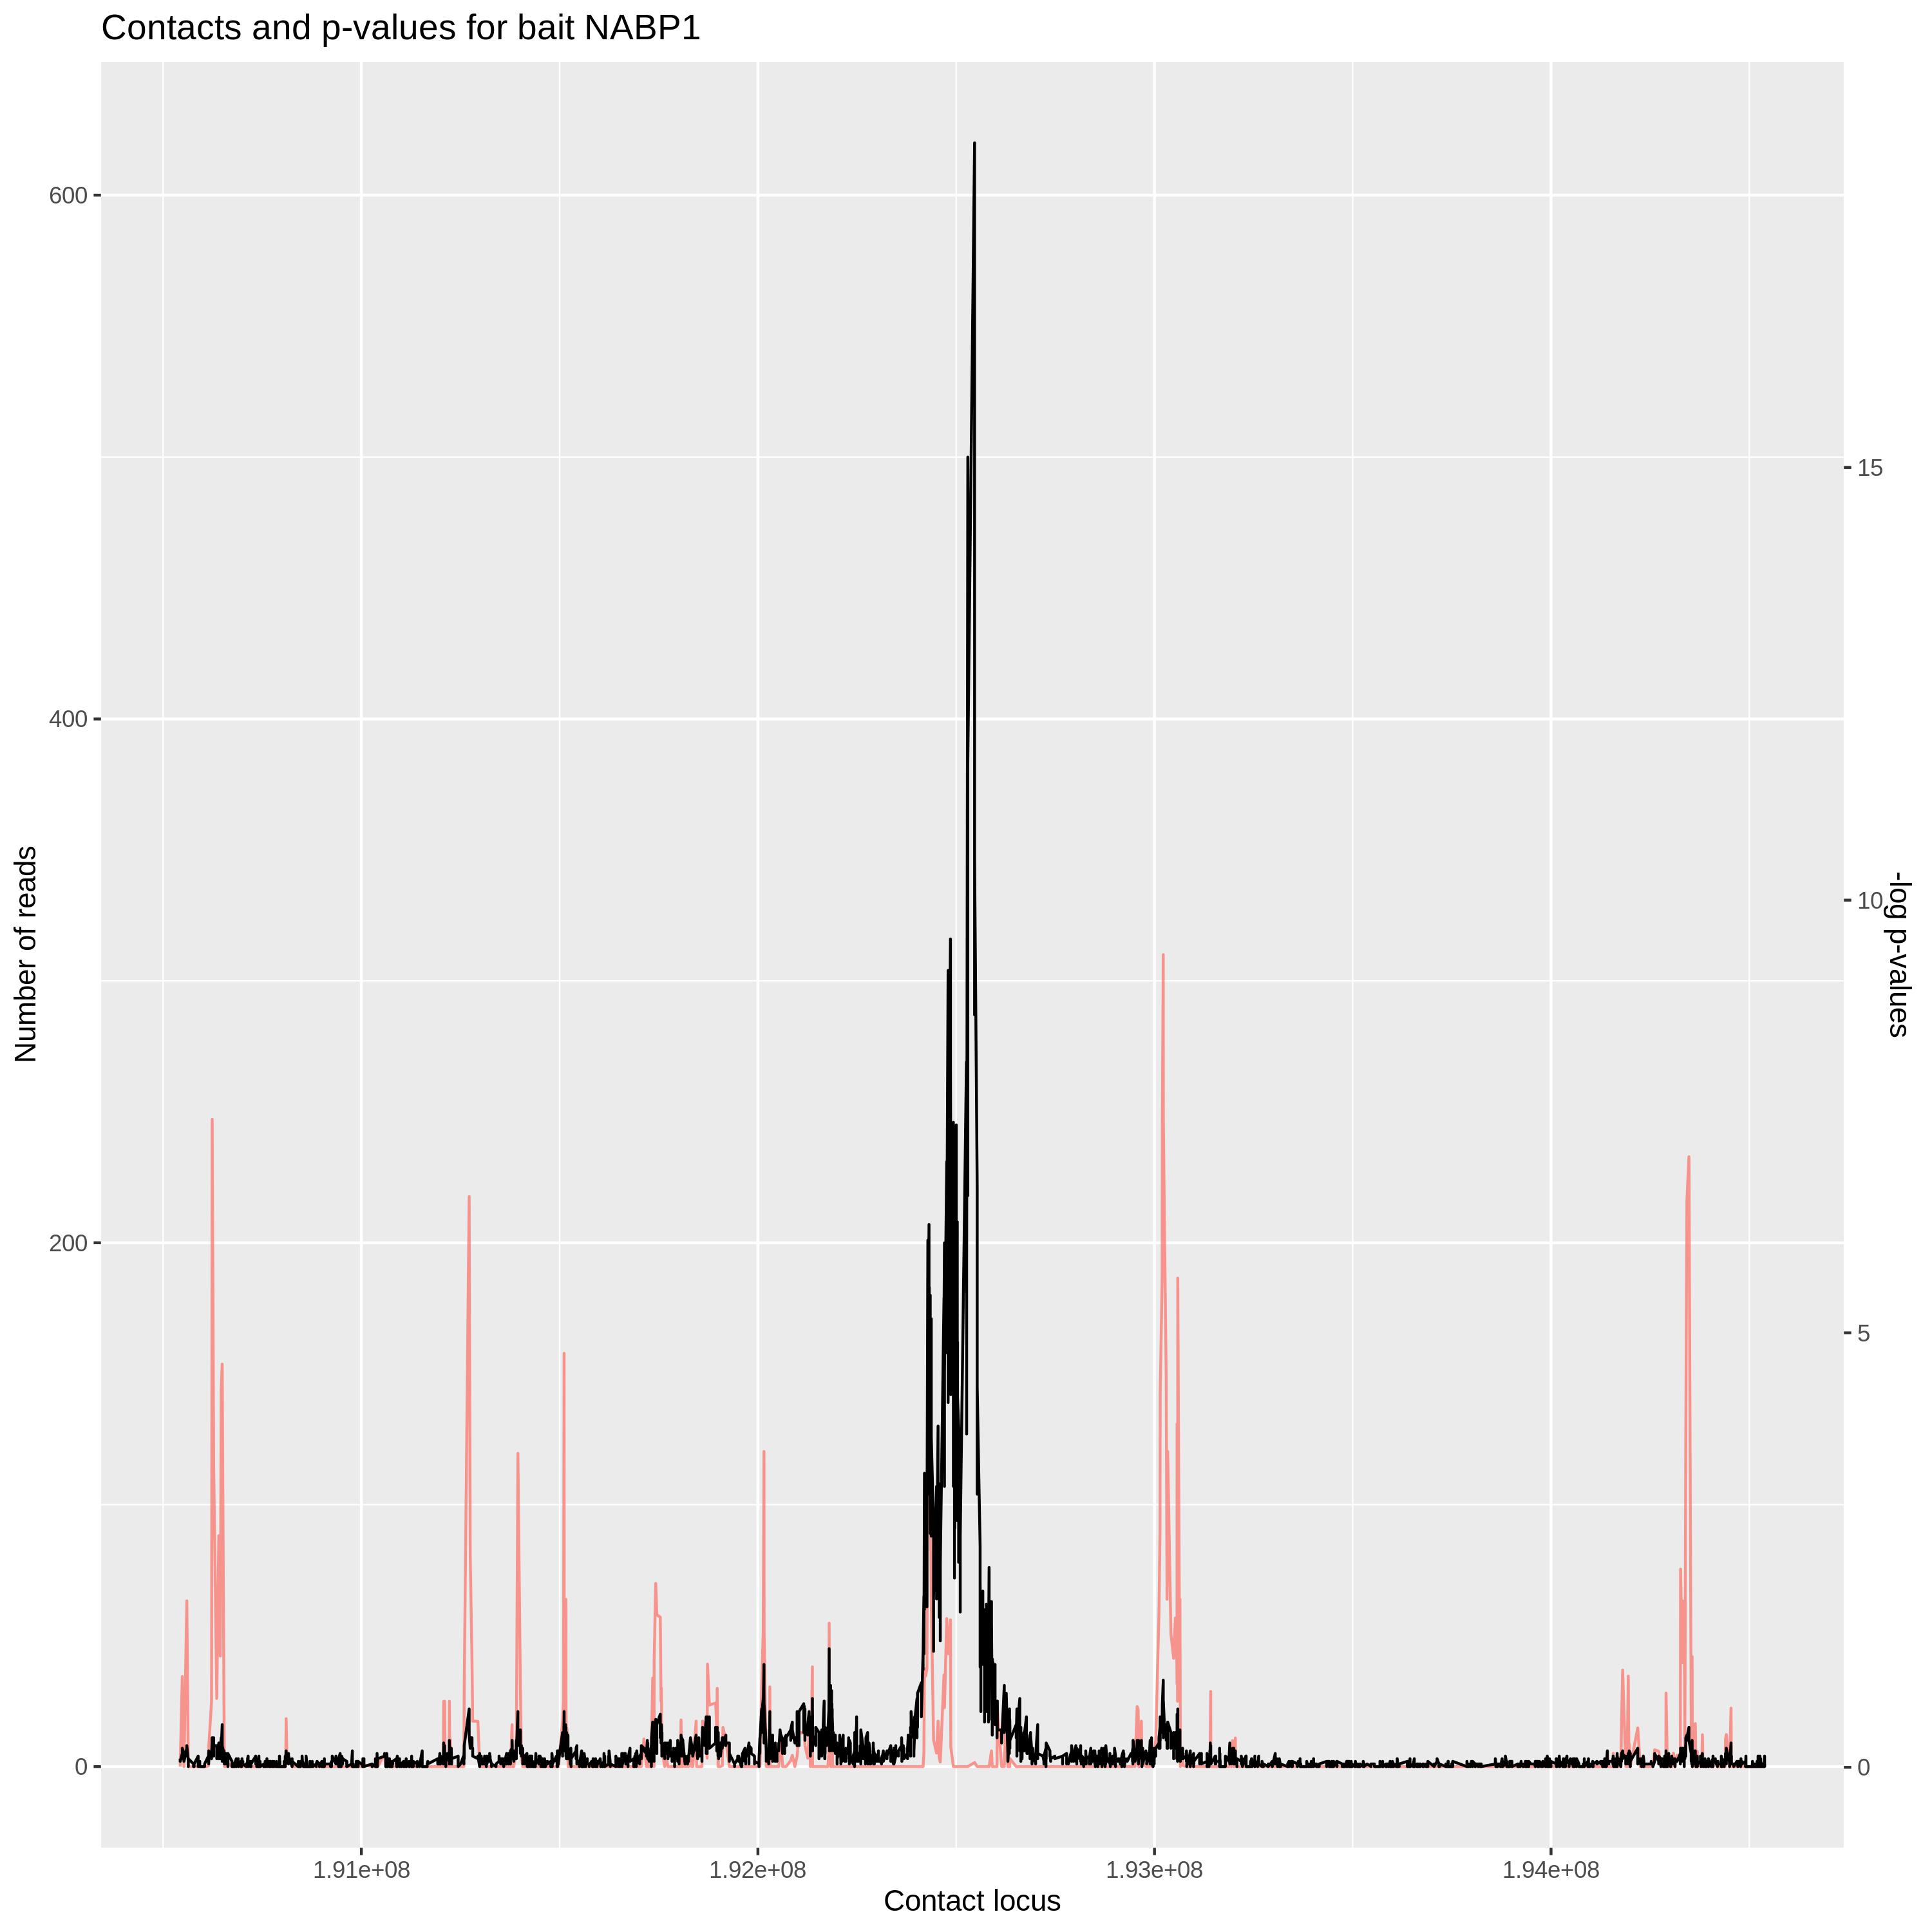 Contacts and p-values for bait NABP1
600
400
200
0
Number of reads
15
10
5
0
-log p-values
1.91e+08
1.92e+08
1.93e+08
1.94e+08
Contact locus